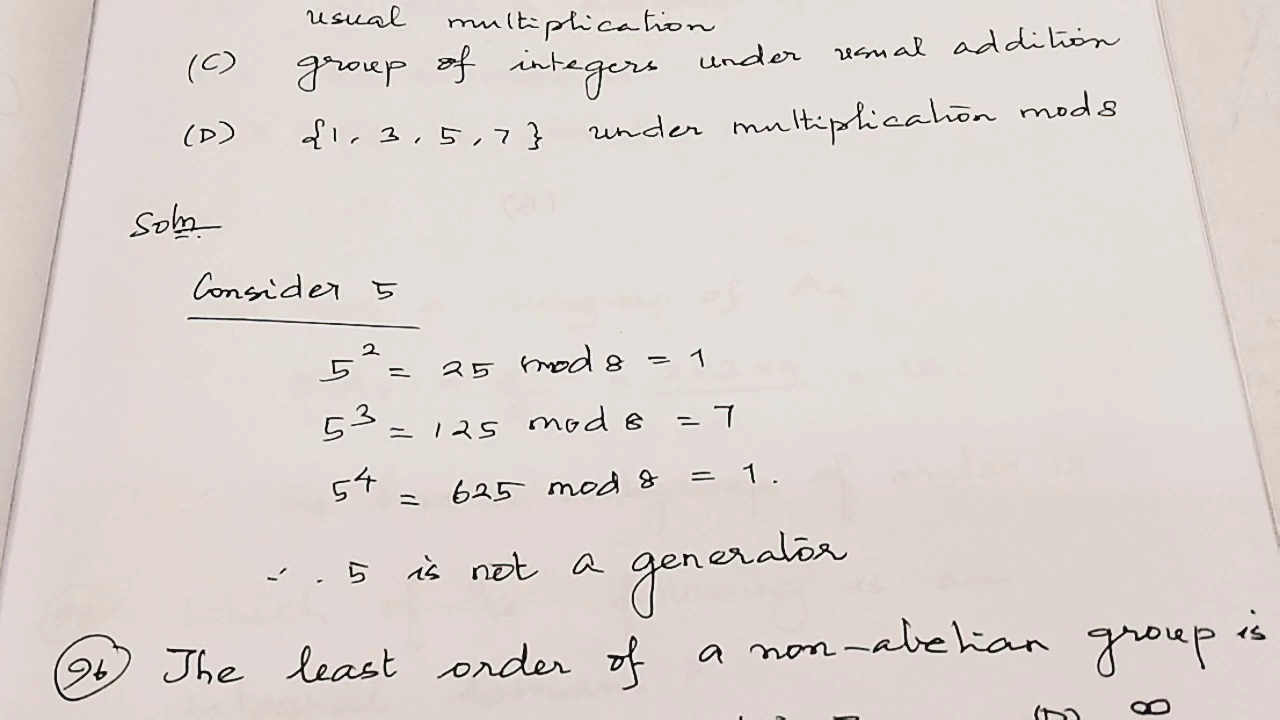 usual multiplication
(C) group of integers under usual addition
(D) {1, 3, 5, 7} under multiplication mod 8
Soln.
Consider 5
5² = 25 mod 8 = 1
5³ = 125 mod 8 = 7
5⁴ = 625 mod 8 = 1.
∴ 5 is not a generator
96 The least order of a non-abelian group is
(D) ∞